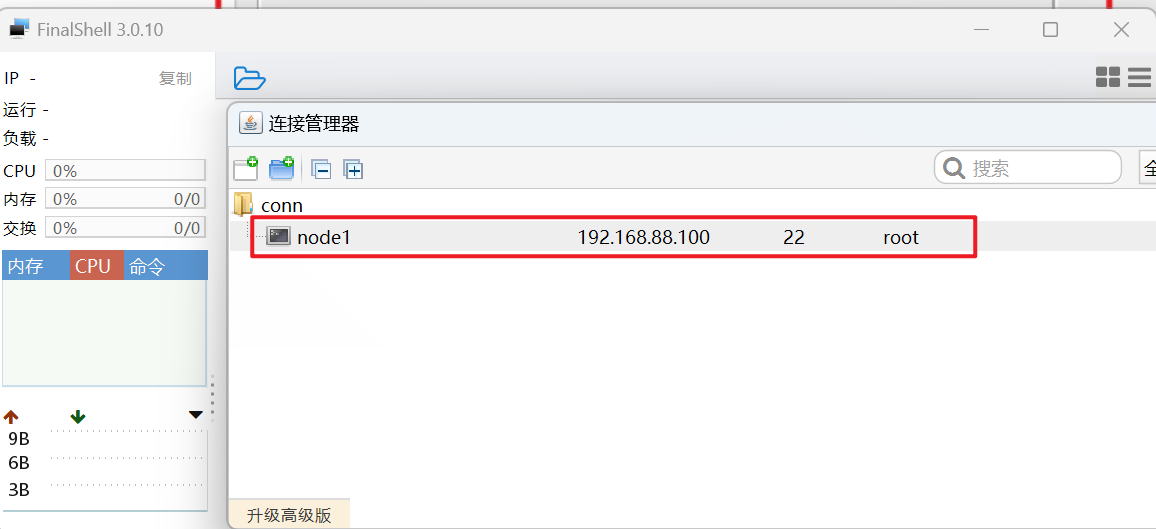 FinalShell 3.0.10
IP -
复制
运行 -
负载 -
CPU 0%
内存 0% 0/0
交换 0% 0/0
内存 CPU 命令
9B
6B
3B
连接管理器
搜索
conn
node1 192.168.88.100 22 root
升级高级版